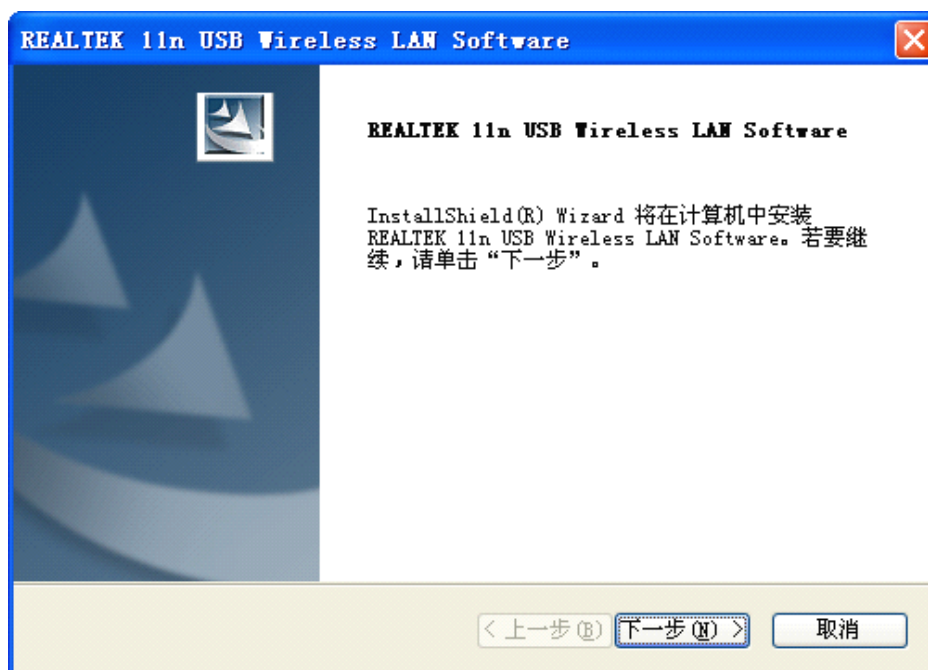 REALTEK 11n USB Wireless LAN Software
REALTEK 11n USB Wireless LAN Software
InstallShield(R) Wizard 将在计算机中安装
REALTEK 11n USB Wireless LAN Software。若要继
续，请单击“下一步”。
< 上一步(B)
下一步(N) >
取消